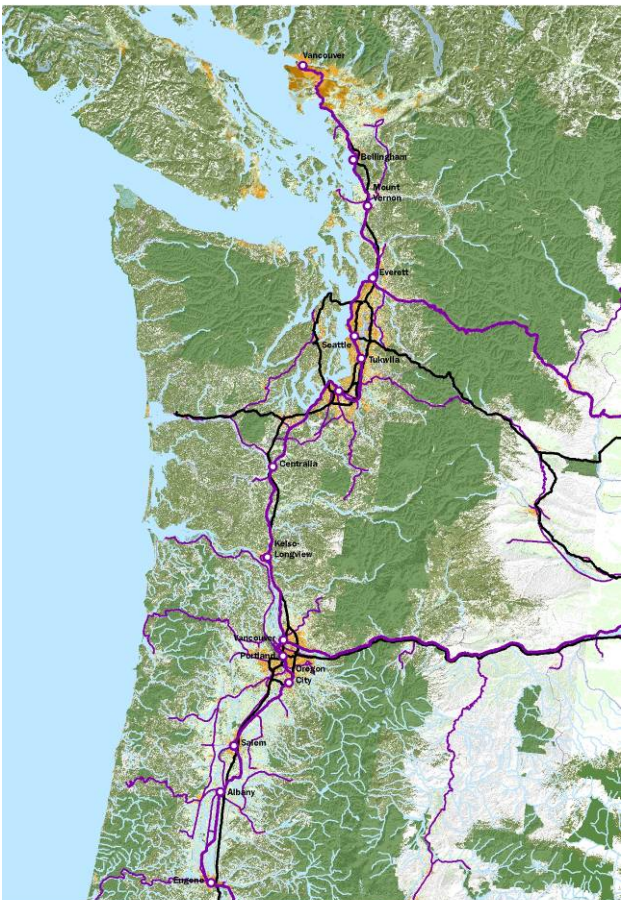 Vancouver
Bellingham
Mount
Vernon
Everett
Seattle
Tukwila
Centralia
Kelso-
Longview
Vancouver
Portland
Oregon
City
Salem
Albany
Eugene